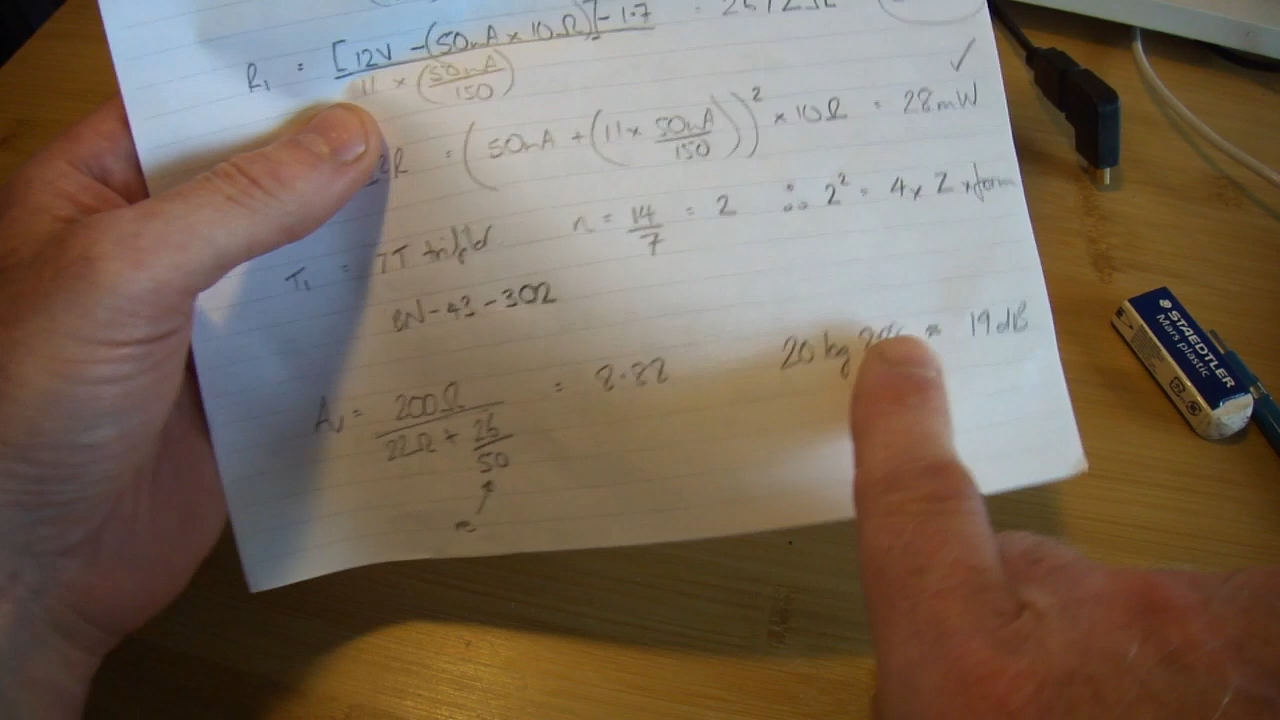 R₁ = [12V - (50mA x 10Ω)] - 1.7
11 x (50mA / 150)
²R = (50mA + (11 x 50mA / 150))² x 10Ω = 28mW ✓
T₁ = 7T trifilar n = 14 / 7 = 2 ∴ 2² = 4 x Z xform
BN-43-302
Aᵥ = 200Ω / (22Ω + 26 / 50) = 8.88 20 log = 19dB
STAEDTLER
Mars plastic